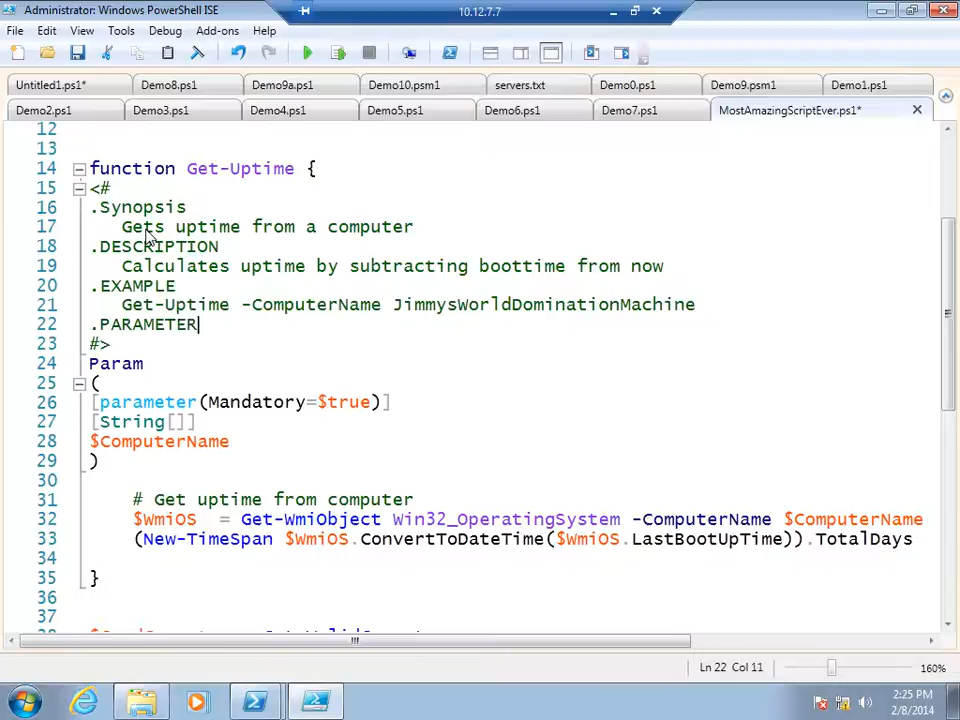 Administrator: Windows PowerShell ISE
10.12.7.7
File Edit View Tools Debug Add-ons Help
Untitled1.ps1* Demo8.ps1 Demo9a.ps1 Demo10.psm1 servers.txt Demo0.ps1 Demo9.psm1 Demo1.ps1
Demo2.ps1 Demo3.ps1 Demo4.ps1 Demo5.ps1 Demo6.ps1 Demo7.ps1 MostAmazingScriptEver.ps1*
12
13
14 function Get-Uptime {
15 <#
16 .Synopsis
17 Gets uptime from a computer
18 .DESCRIPTION
19 Calculates uptime by subtracting boottime from now
20 .EXAMPLE
21 Get-Uptime -ComputerName JimmysWorldDominationMachine
22 .PARAMETER
23 #>
24 Param
25 (
26 [parameter(Mandatory=$true)]
27 [String[]]
28 $ComputerName
29 )
30
31 # Get uptime from computer
32 $WmiOS = Get-WmiObject Win32_OperatingSystem -ComputerName $ComputerName
33 (New-TimeSpan $WmiOS.ConvertToDateTime($WmiOS.LastBootUpTime)).TotalDays
34
35 }
36
37
Ln 22 Col 11 160%
2:25 PM
2/8/2014